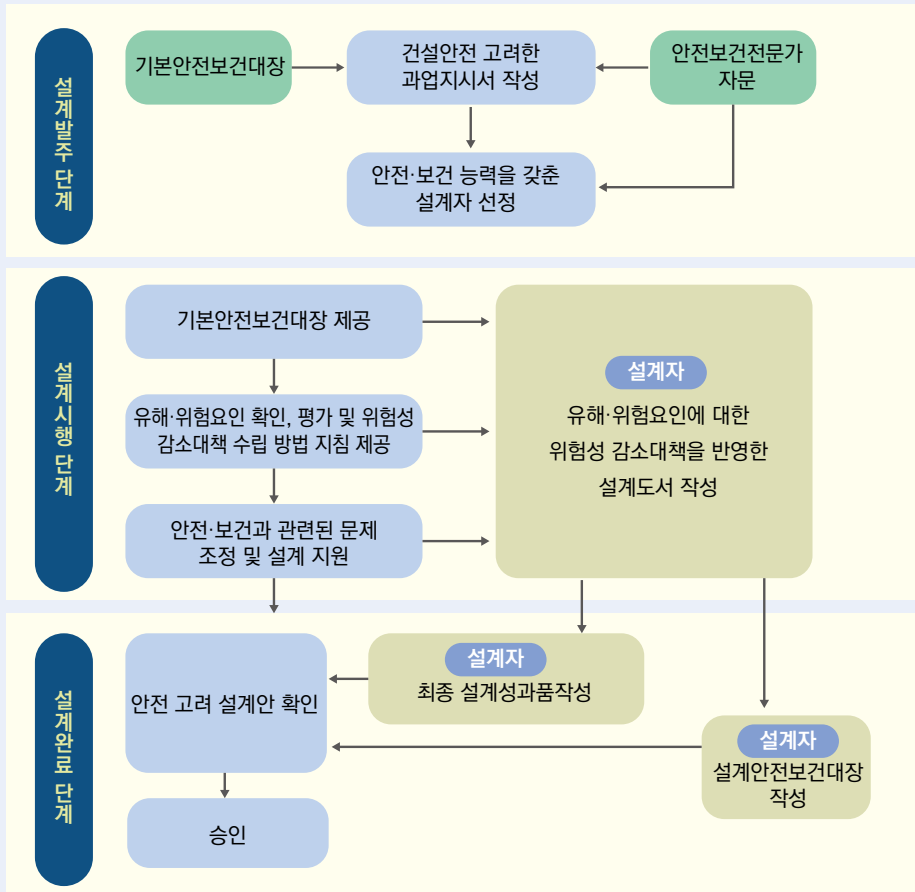 설계발주 단계
기본안전보건대장
건설안전 고려한
과업지시서 작성
안전보건전문가
자문
안전·보건 능력을 갖춘
설계자 선정
설계시행 단계
기본안전보건대장 제공
유해·위험요인 확인, 평가 및 위험성
감소대책 수립 방법 지침 제공
안전·보건과 관련된 문제
조정 및 설계 지원
설계자
유해·위험요인에 대한
위험성 감소대책을 반영한
설계도서 작성
설계완료 단계
안전 고려 설계안 확인
설계자
최종 설계성과품작성
설계자
설계안전보건대장
작성
승인